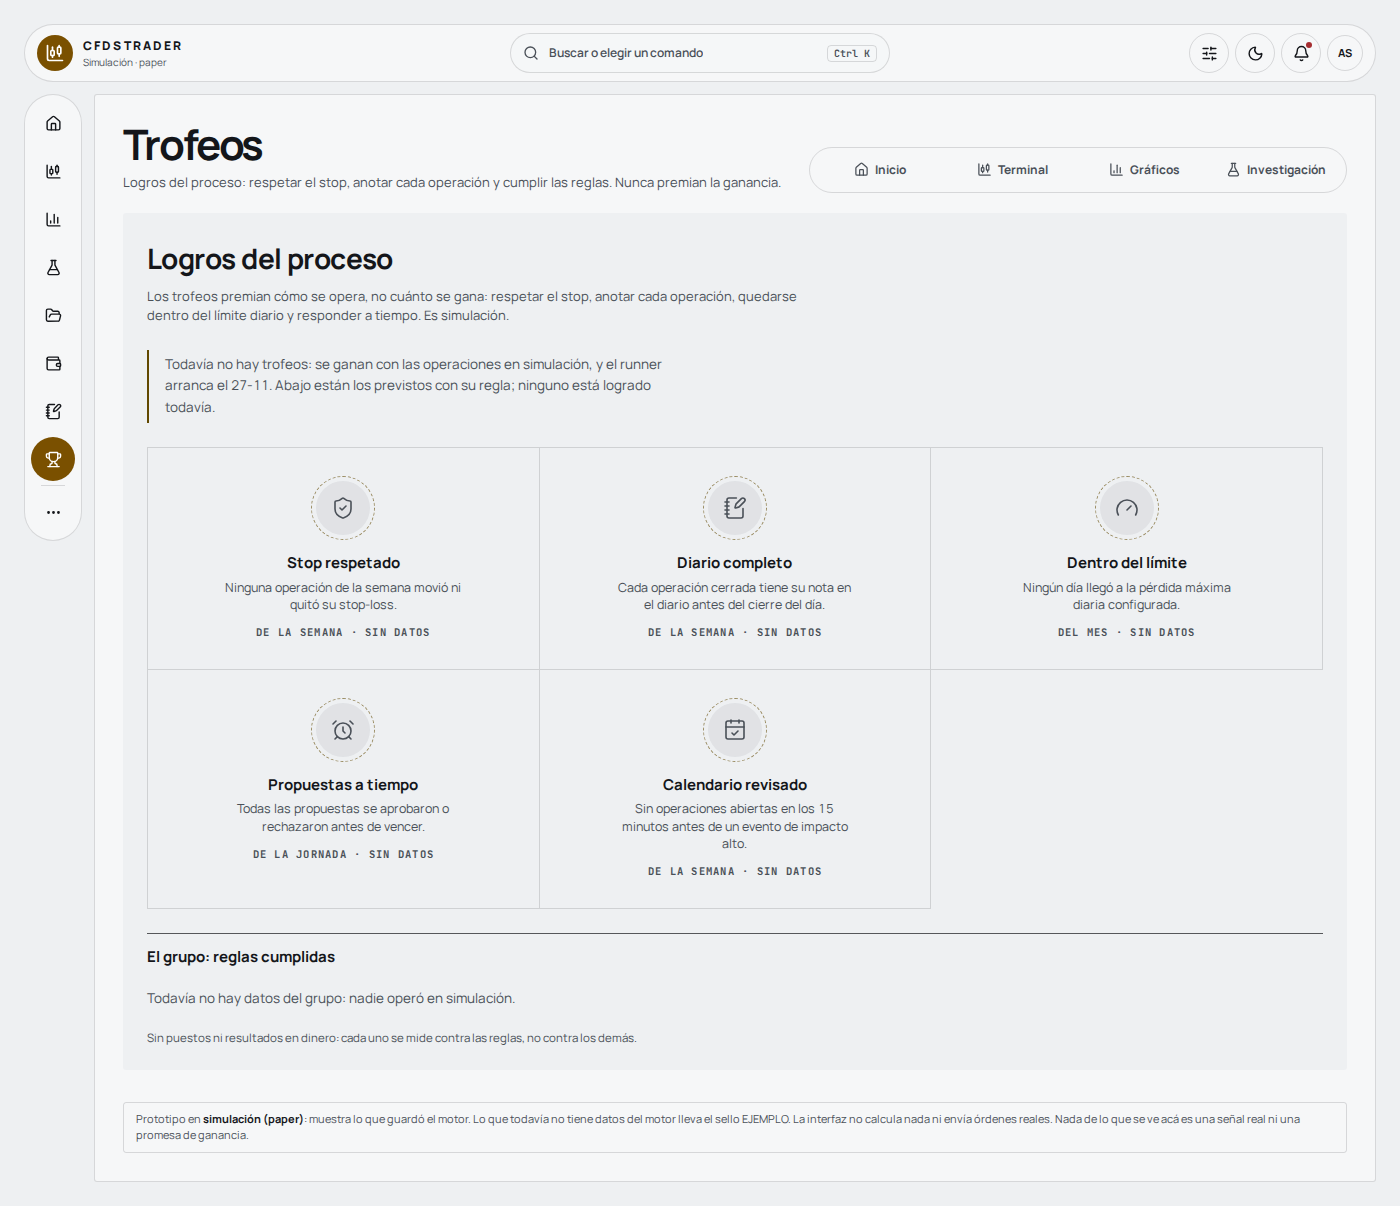 CFDSTRADER
Simulación · paper
Buscar o elegir un comando
Ctrl K
AS
Trofeos
Logros del proceso: respetar el stop, anotar cada operación y cumplir las reglas. Nunca premian la ganancia.
Inicio
Terminal
Gráficos
Investigación
Logros del proceso
Los trofeos premian cómo se opera, no cuánto se gana: respetar el stop, anotar cada operación, quedarse
dentro del límite diario y responder a tiempo. Es simulación.
Todavía no hay trofeos: se ganan con las operaciones en simulación, y el runner
arranca el 27-11. Abajo están los previstos con su regla; ninguno está logrado
todavía.
Stop respetado
Ninguna operación de la semana movió ni
quitó su stop-loss.
DE LA SEMANA · SIN DATOS
Diario completo
Cada operación cerrada tiene su nota en
el diario antes del cierre del día.
DE LA SEMANA · SIN DATOS
Dentro del límite
Ningún día llegó a la pérdida máxima
diaria configurada.
DEL MES · SIN DATOS
Propuestas a tiempo
Todas las propuestas se aprobaron o
rechazaron antes de vencer.
DE LA JORNADA · SIN DATOS
Calendario revisado
Sin operaciones abiertas en los 15
minutos antes de un evento de impacto
alto.
DE LA SEMANA · SIN DATOS
El grupo: reglas cumplidas
Todavía no hay datos del grupo: nadie operó en simulación.
Sin puestos ni resultados en dinero: cada uno se mide contra las reglas, no contra los demás.
Prototipo en simulación (paper): muestra lo que guardó el motor. Lo que todavía no tiene datos del motor lleva el sello EJEMPLO. La interfaz no calcula nada ni envía órdenes reales. Nada de lo que se ve acá es una señal real ni una
promesa de ganancia.